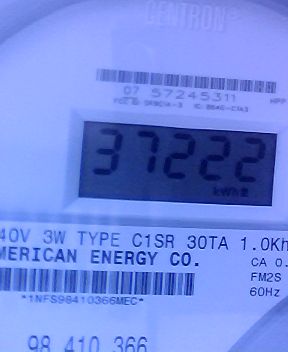 CENTRON®
07 57245311 HPP
37222
kWh
40V 3W TYPE C1SR 30TA 1.0Kh
MERICAN ENERGY CO.
CA 0.
FM2S
60Hz
*1NFS98410366MEC*
98 410 366